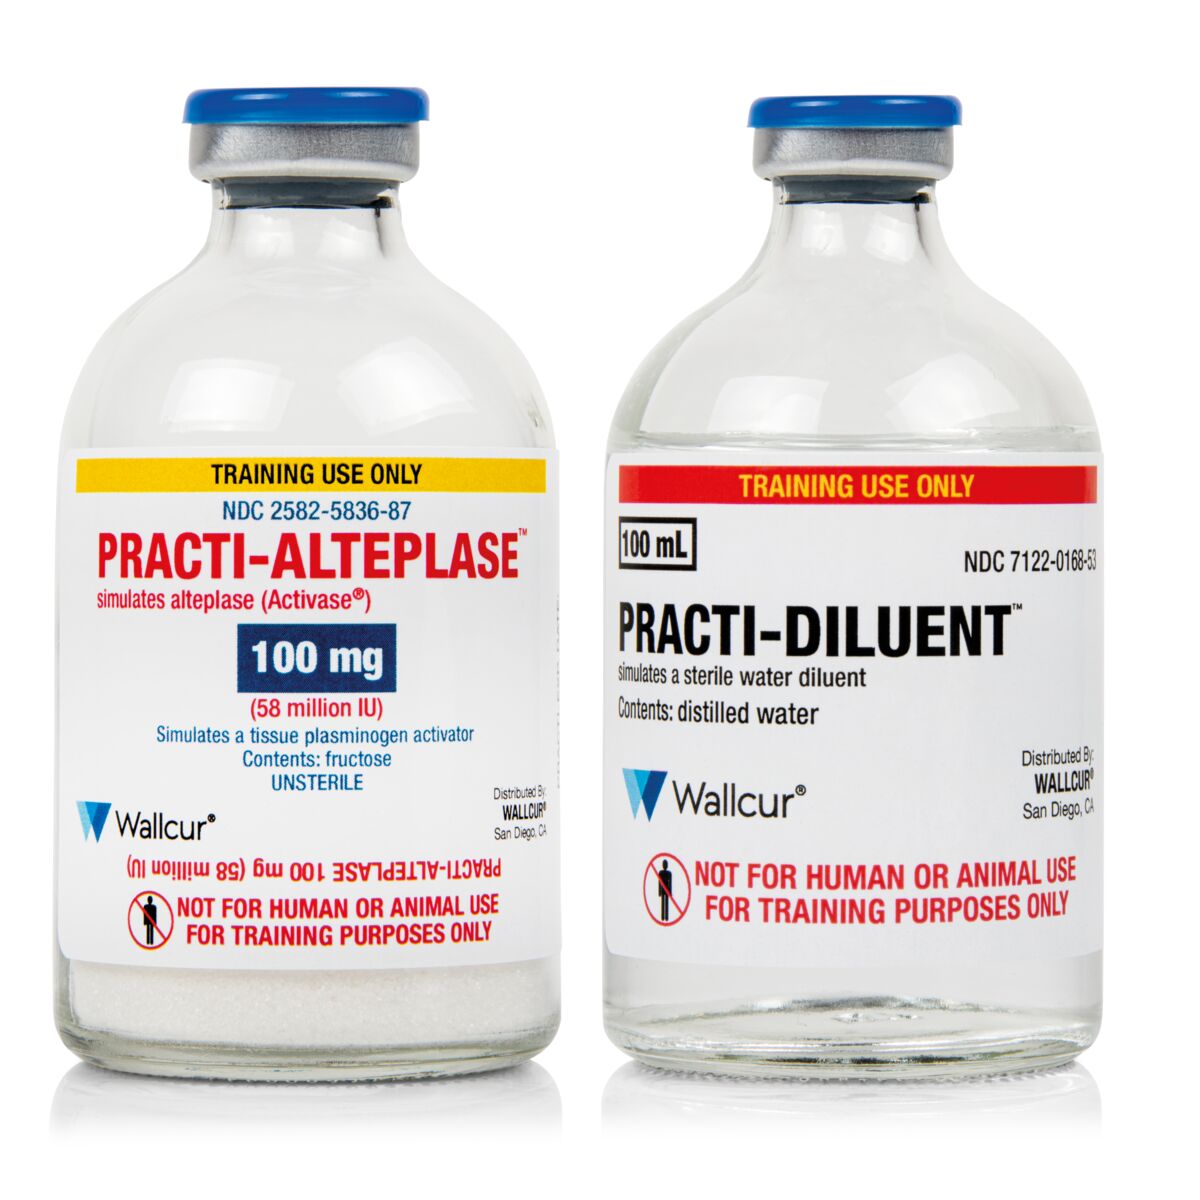 TRAINING USE ONLY
NDC 2582-5836-87
PRACTI-ALTEPLASE™
simulates alteplase (Activase®)
100 mg
(58 million IU)
Simulates a tissue plasminogen activator
Contents: fructose
UNSTERILE
Wallcur®
Distributed By:
WALLCUR®
San Diego, CA
PRACTI-ALTEPLASE 100 mg (58 million IU)
NOT FOR HUMAN OR ANIMAL USE
FOR TRAINING PURPOSES ONLY
TRAINING USE ONLY
100 mL
NDC 7122-0168-53
PRACTI-DILUENT™
simulates a sterile water diluent
Contents: distilled water
Distributed By:
WALLCUR®
San Diego, CA
Wallcur®
NOT FOR HUMAN OR ANIMAL USE
FOR TRAINING PURPOSES ONLY